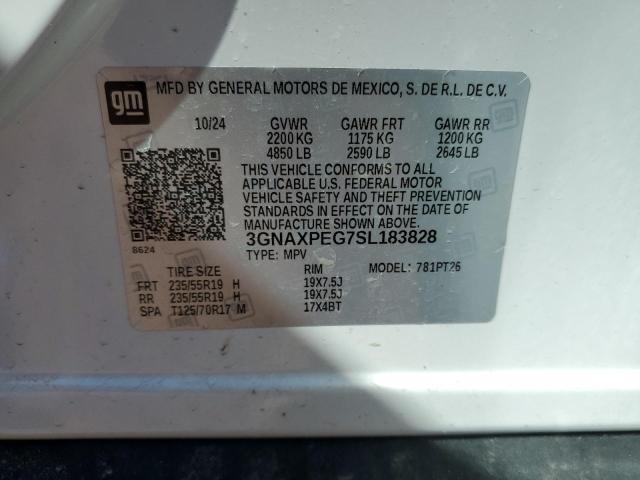 gm
MFD BY GENERAL MOTORS DE MEXICO, S. DE R.L. DE C.V.
10/24 GVWR GAWR FRT GAWR RR
2200 KG 1175 KG 1200 KG
4850 LB 2590 LB 2645 LB
THIS VEHICLE CONFORMS TO ALL
APPLICABLE U.S. FEDERAL MOTOR
VEHICLE SAFETY AND THEFT PREVENTION
STANDARDS IN EFFECT ON THE DATE OF
MANUFACTURE SHOWN ABOVE.
8624 3GNAXPEG7SL183828
TYPE: MPV MODEL: 781PT26
TIRE SIZE RIM
FRT 235/55R19 H 19X7.5J
RR 235/55R19 H 19X7.5J
SPA T125/70R17 M 17X4BT